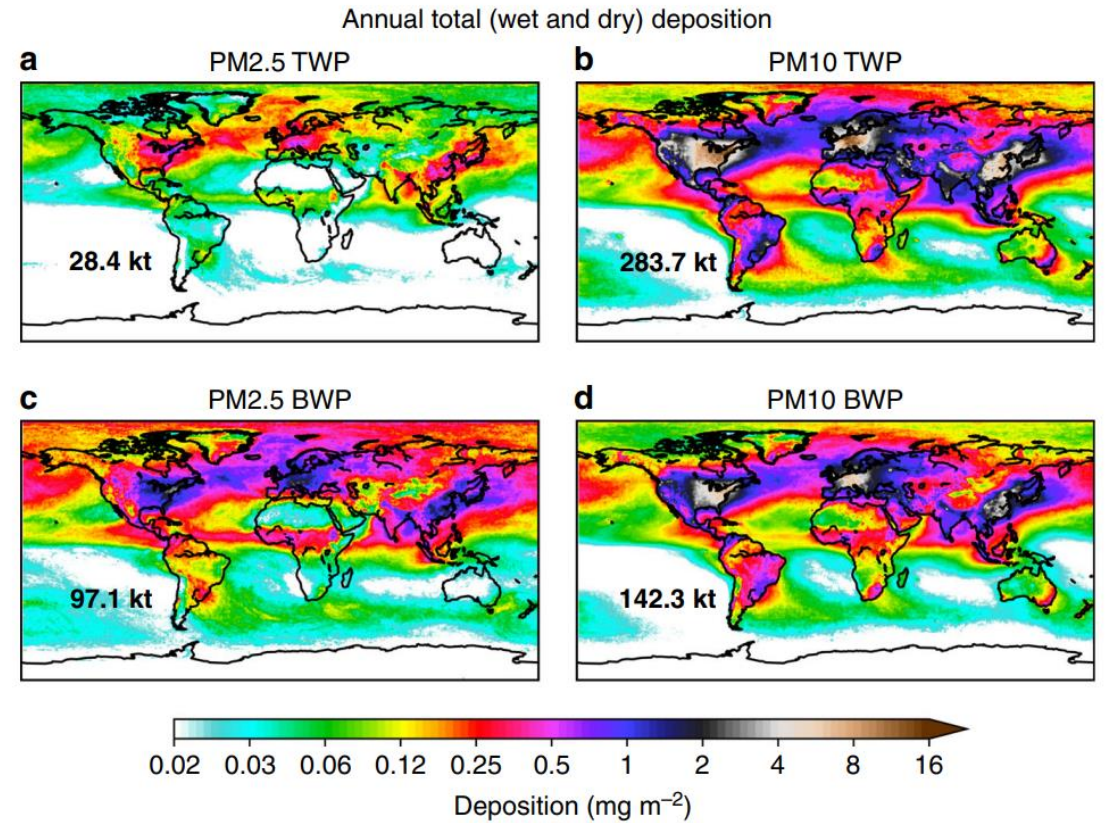 Annual total (wet and dry) deposition
a PM2.5 TWP
28.4 kt
b PM10 TWP
283.7 kt
c PM2.5 BWP
97.1 kt
d PM10 BWP
142.3 kt
0.02 0.03 0.06 0.12 0.25 0.5 1 2 4 8 16
Deposition (mg m⁻²)